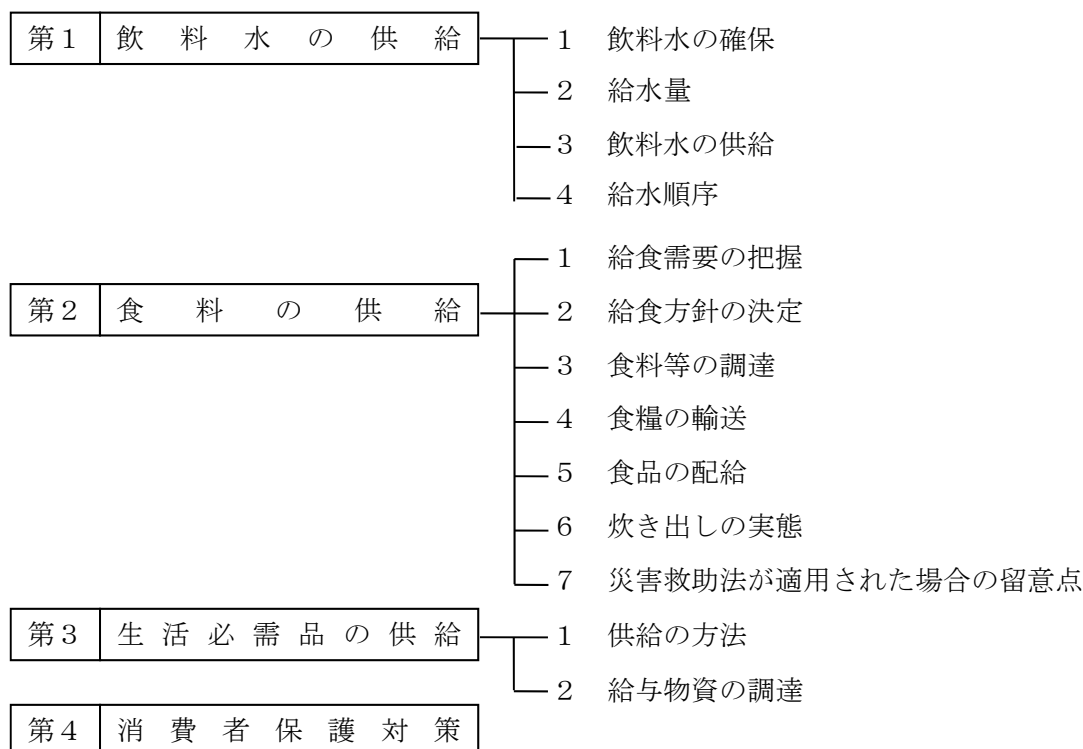 第１ 飲料水の供給 １ 飲料水の確保
２ 給水量
３ 飲料水の供給
４ 給水順序
１ 給食需要の把握
第２ 食料の供給 ２ 給食方針の決定
３ 食料等の調達
４ 食糧の輸送
５ 食品の配給
６ 炊き出しの実態
７ 災害救助法が適用された場合の留意点
第３ 生活必需品の供給 １ 供給の方法
２ 給与物資の調達
第４ 消費者保護対策